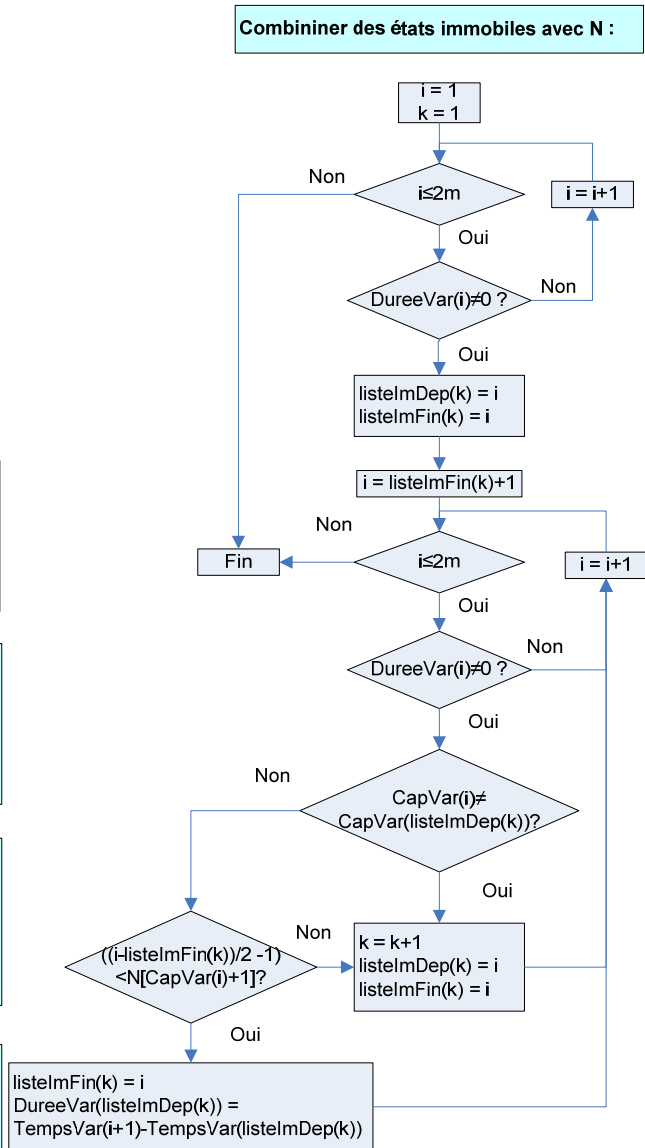 Combininer des états immobiles avec N :
i = 1
k = 1
Non
i≤2m
i = i+1
Oui
DureeVar(i)≠0 ?
Non
Oui
listeImDep(k) = i
listeImFin(k) = i
i = listeImFin(k)+1
Non
Fin
i≤2m
i = i+1
Oui
DureeVar(i)≠0 ?
Non
Oui
Non
CapVar(i)≠
CapVar(listeImDep(k))?
Oui
((i-listeImFin(k))/2 -1)
<N[CapVar(i)+1]?
Non
k = k+1
listeImDep(k) = i
listeImFin(k) = i
Oui
listeImFin(k) = i
DureeVar(listeImDep(k)) =
TempsVar(i+1)-TempsVar(listeImDep(k))